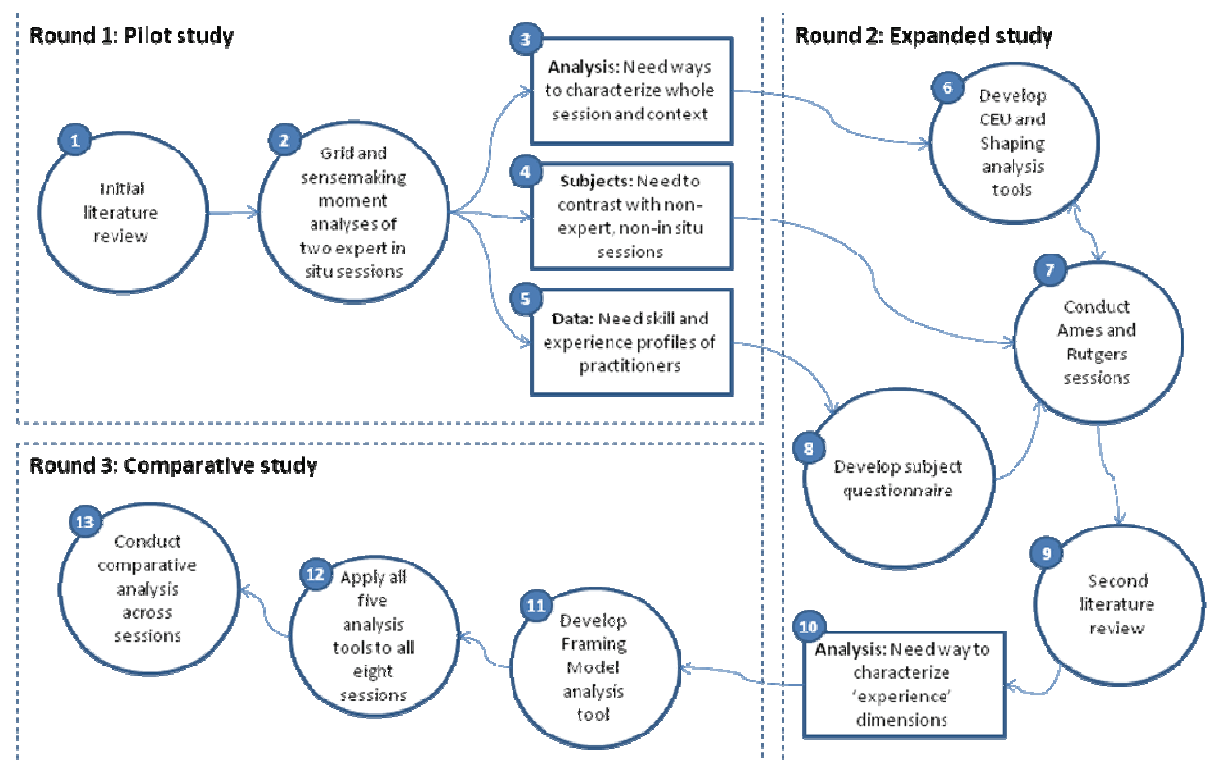 Round 1: Pilot study
1
Initial
literature
review
2
Grid and
sensemaking
moment
analyses of
two expert in
situ sessions
3
Analysis: Need ways
to characterize whole
session and context
4
Subjects: Need to
contrast with non-
expert, non-in situ
sessions
5
Data: Need skill and
experience profiles of
practitioners
Round 2: Expanded study
6
Develop
CEU and
Shaping
analysis
tools
7
Conduct
Ames and
Rutgers
sessions
8
Develop subject
questionnaire
9
Second
literature
review
10
Analysis: Need way to
characterize
‘experience’
dimensions
Round 3: Comparative study
11
Develop
Framing
Model
analysis
tool
12
Apply all
five
analysis
tools to all
eight
sessions
13
Conduct
comparative
analysis
across
sessions